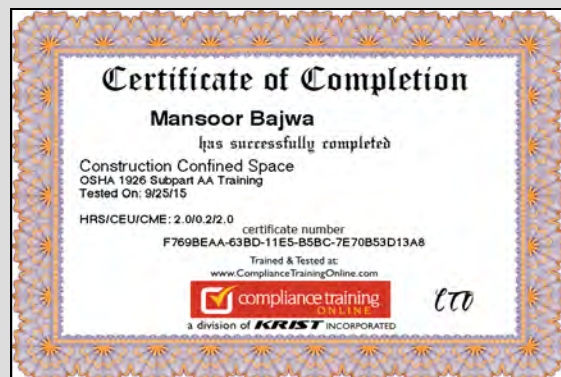 Certificate of Completion
Mansoor Bajwa
has successfully completed
Construction Confined Space
OSHA 1926 Subpart AA Training
Tested On: 9/25/15
HRS/CEU/CME: 2.0/0.2/2.0
certificate number
F769BEAA-63BD-11E5-B5BC-7E70B53D13A8
Trained & Tested at:
www.ComplianceTrainingOnline.com
compliance training
ONLINE
CTO
a division of KRIST INCORPORATED